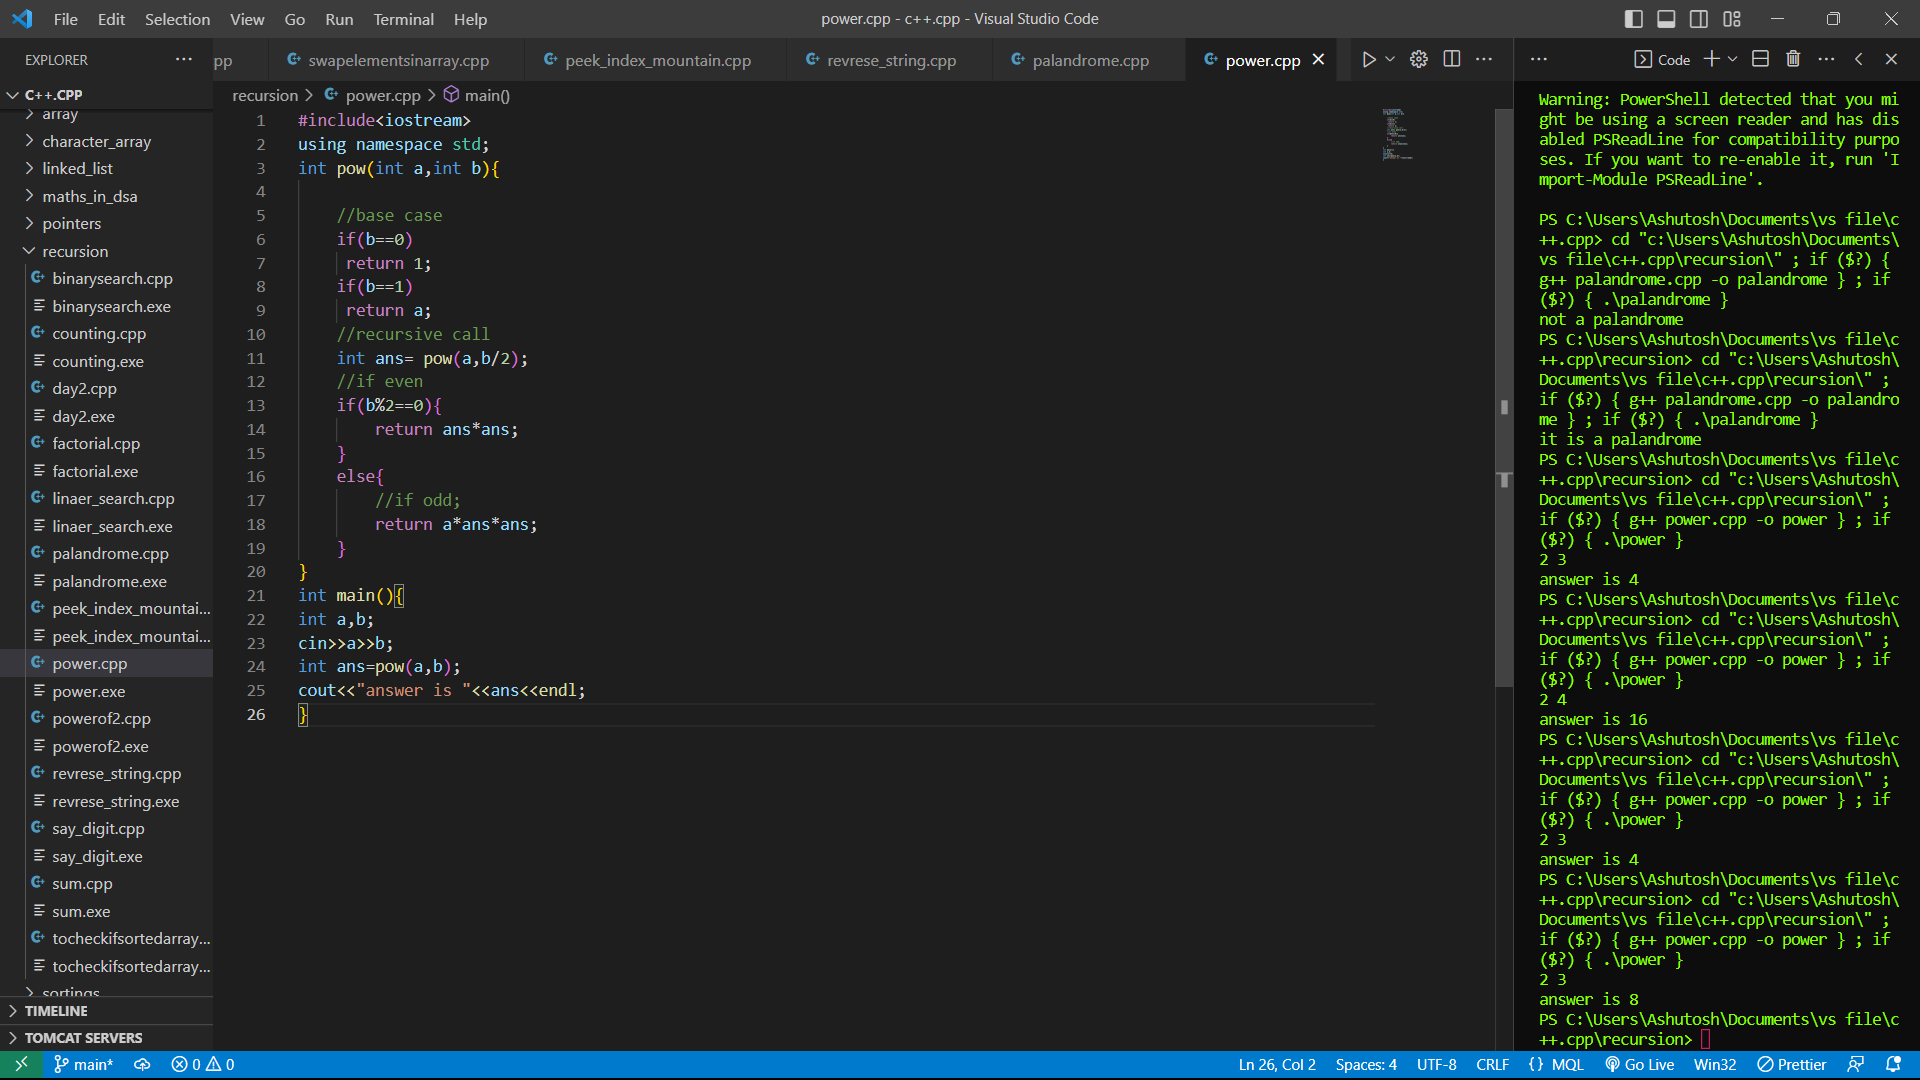 File Edit Selection View Go Run Terminal Help
power.cpp - c++.cpp - Visual Studio Code
EXPLORER
C++.CPP
array
character_array
linked_list
maths_in_dsa
pointers
recursion
binarysearch.cpp
binarysearch.exe
counting.cpp
counting.exe
day2.cpp
day2.exe
factorial.cpp
factorial.exe
linaer_search.cpp
linaer_search.exe
palandrome.cpp
palandrome.exe
peek_index_mountai...
peek_index_mountai...
power.cpp
power.exe
powerof2.cpp
powerof2.exe
revrese_string.cpp
revrese_string.exe
say_digit.cpp
say_digit.exe
sum.cpp
sum.exe
tocheckifsortedarray...
tocheckifsortedarray...
sortings
TIMELINE
TOMCAT SERVERS
pp swapelementsinarray.cpp peek_index_mountain.cpp revrese_string.cpp palandrome.cpp power.cpp
recursion > power.cpp > main()
1 #include<iostream>
2 using namespace std;
3 int pow(int a,int b){
4
5 //base case
6 if(b==0)
7 return 1;
8 if(b==1)
9 return a;
10 //recursive call
11 int ans= pow(a,b/2);
12 //if even
13 if(b%2==0){
14 return ans*ans;
15 }
16 else{
17 //if odd;
18 return a*ans*ans;
19 }
20 }
21 int main(){
22 int a,b;
23 cin>>a>>b;
24 int ans=pow(a,b);
25 cout<<"answer is "<<ans<<endl;
26 }
Code
Warning: PowerShell detected that you mi
ght be using a screen reader and has dis
abled PSReadLine for compatibility purpo
ses. If you want to re-enable it, run 'I
mport-Module PSReadLine'.
PS C:\Users\Ashutosh\Documents\vs file\c
++.cpp> cd "c:\Users\Ashutosh\Documents\
vs file\c++.cpp\recursion\" ; if ($?) {
g++ palandrome.cpp -o palandrome } ; if
($?) { .\palandrome }
not a palandrome
PS C:\Users\Ashutosh\Documents\vs file\c
++.cpp\recursion> cd "c:\Users\Ashutosh\
Documents\vs file\c++.cpp\recursion\" ;
if ($?) { g++ palandrome.cpp -o palandro
me } ; if ($?) { .\palandrome }
it is a palandrome
PS C:\Users\Ashutosh\Documents\vs file\c
++.cpp\recursion> cd "c:\Users\Ashutosh\
Documents\vs file\c++.cpp\recursion\" ;
if ($?) { g++ power.cpp -o power } ; if
($?) { .\power }
2 3
answer is 4
PS C:\Users\Ashutosh\Documents\vs file\c
++.cpp\recursion> cd "c:\Users\Ashutosh\
Documents\vs file\c++.cpp\recursion\" ;
if ($?) { g++ power.cpp -o power } ; if
($?) { .\power }
2 4
answer is 16
PS C:\Users\Ashutosh\Documents\vs file\c
++.cpp\recursion> cd "c:\Users\Ashutosh\
Documents\vs file\c++.cpp\recursion\" ;
if ($?) { g++ power.cpp -o power } ; if
($?) { .\power }
2 3
answer is 4
PS C:\Users\Ashutosh\Documents\vs file\c
++.cpp\recursion> cd "c:\Users\Ashutosh\
Documents\vs file\c++.cpp\recursion\" ;
if ($?) { g++ power.cpp -o power } ; if
($?) { .\power }
2 3
answer is 8
PS C:\Users\Ashutosh\Documents\vs file\c
++.cpp\recursion>
main* 0 0 Ln 26, Col 2 Spaces: 4 UTF-8 CRLF {} MQL Go Live Win32 Prettier